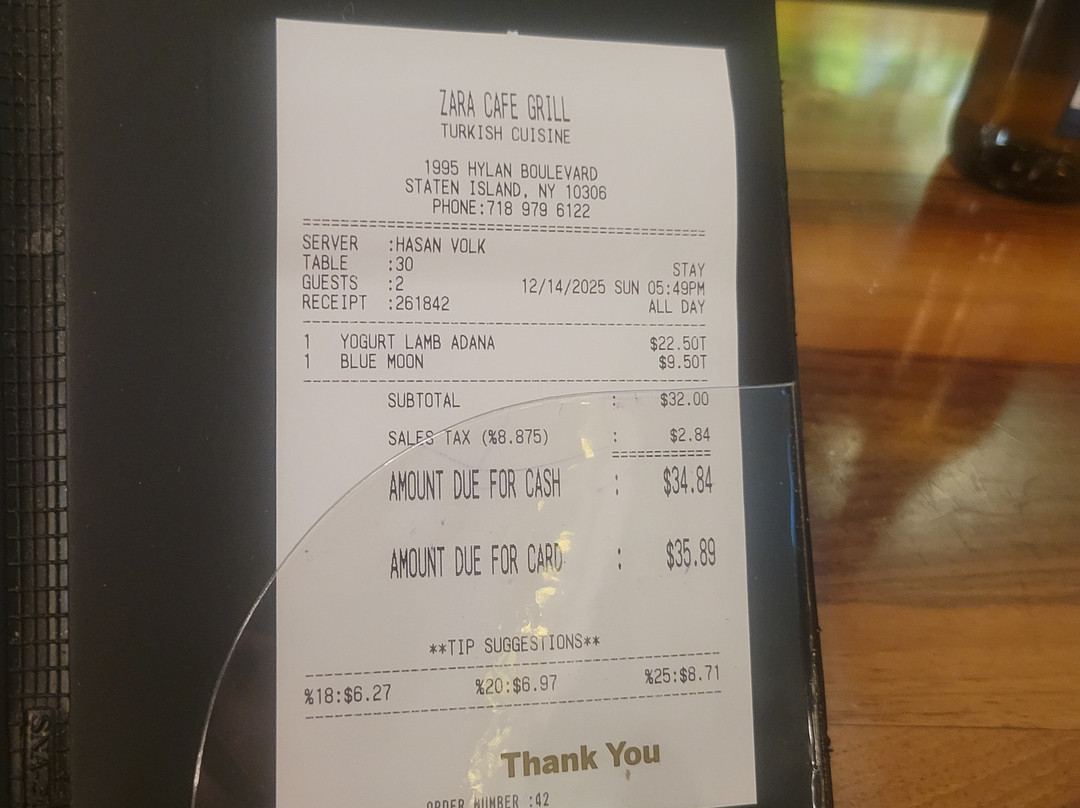 ZARA CAFE GRILL
TURKISH CUISINE
1995 HYLAN BOULEVARD
STATEN ISLAND, NY 10306
PHONE:718 979 6122
SERVER :HASAN VOLK
TABLE :30 STAY
GUESTS :2 12/14/2025 SUN 05:49PM
RECEIPT :261842 ALL DAY
1 YOGURT LAMB ADANA $22.50T
1 BLUE MOON $9.50T
SUBTOTAL : $32.00
SALES TAX (%8.875) : $2.84
AMOUNT DUE FOR CASH : $34.84
AMOUNT DUE FOR CARD : $35.89
**TIP SUGGESTIONS**
%18:$6.27 %20:$6.97 %25:$8.71
Thank You
ORDER NUMBER :42